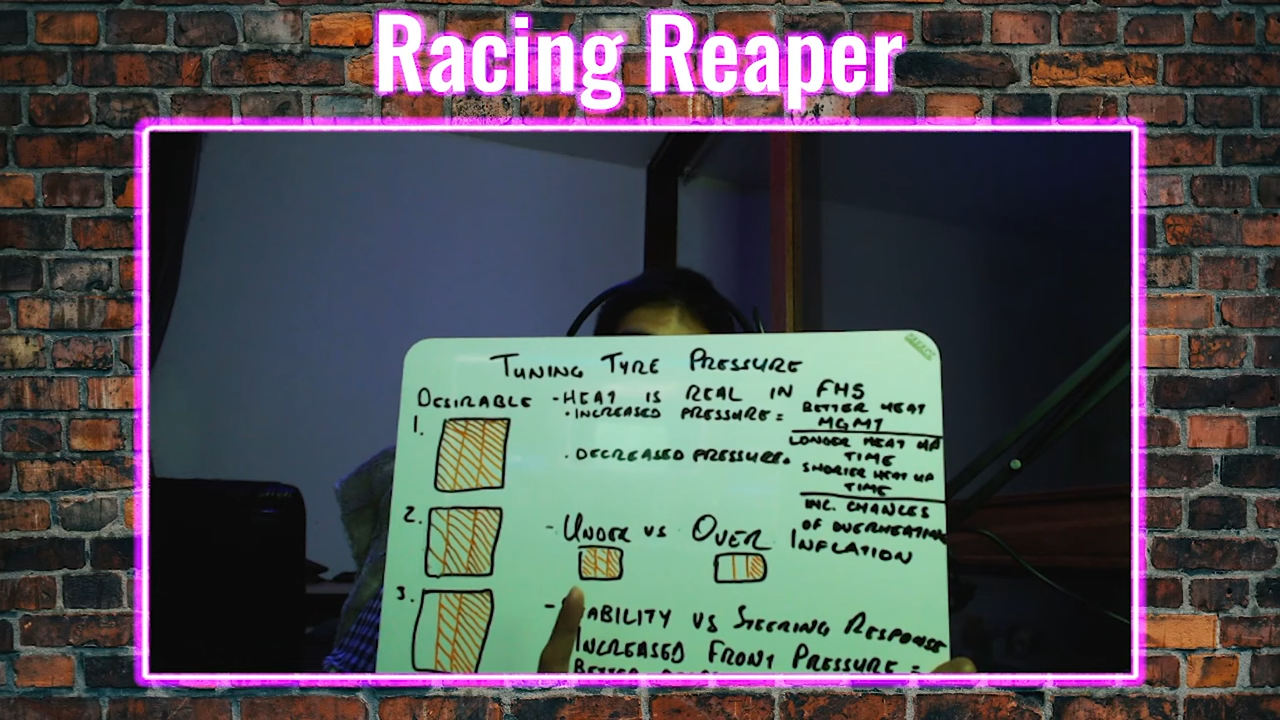 Racing Reaper
TUNING TYRE PRESSURE
DESIRABLE
1.
2.
3.
- HEAT IS REAL IN FHS
• INCREASED PRESSURE =
BETTER HEAT
MGMT
LONGER HEAT UP
TIME
• DECREASED PRESSURE =
SHORTER HEAT UP
TIME
INC. CHANCES
OF OVERHEATING
- UNDER VS OVER INFLATION
- ABILITY VS STEERING RESPONSE
INCREASED FRONT PRESSURE =
BETTER